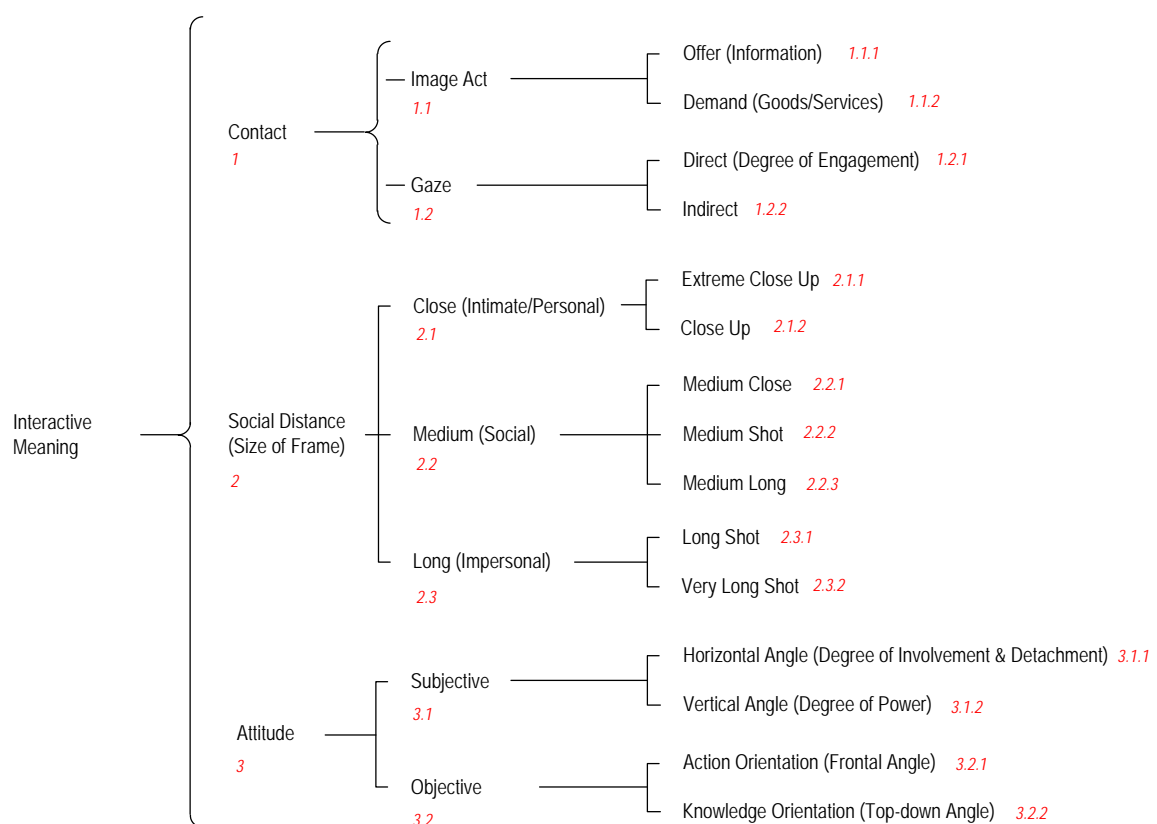 Interactive
Meaning
Contact
1
Image Act
1.1
Offer (Information) 1.1.1
Demand (Goods/Services) 1.1.2
Gaze
1.2
Direct (Degree of Engagement) 1.2.1
Indirect 1.2.2
Social Distance
(Size of Frame)
2
Close (Intimate/Personal)
2.1
Extreme Close Up 2.1.1
Close Up 2.1.2
Medium (Social)
2.2
Medium Close 2.2.1
Medium Shot 2.2.2
Medium Long 2.2.3
Long (Impersonal)
2.3
Long Shot 2.3.1
Very Long Shot 2.3.2
Attitude
3
Subjective
3.1
Horizontal Angle (Degree of Involvement & Detachment) 3.1.1
Vertical Angle (Degree of Power) 3.1.2
Objective
3.2
Action Orientation (Frontal Angle) 3.2.1
Knowledge Orientation (Top-down Angle) 3.2.2